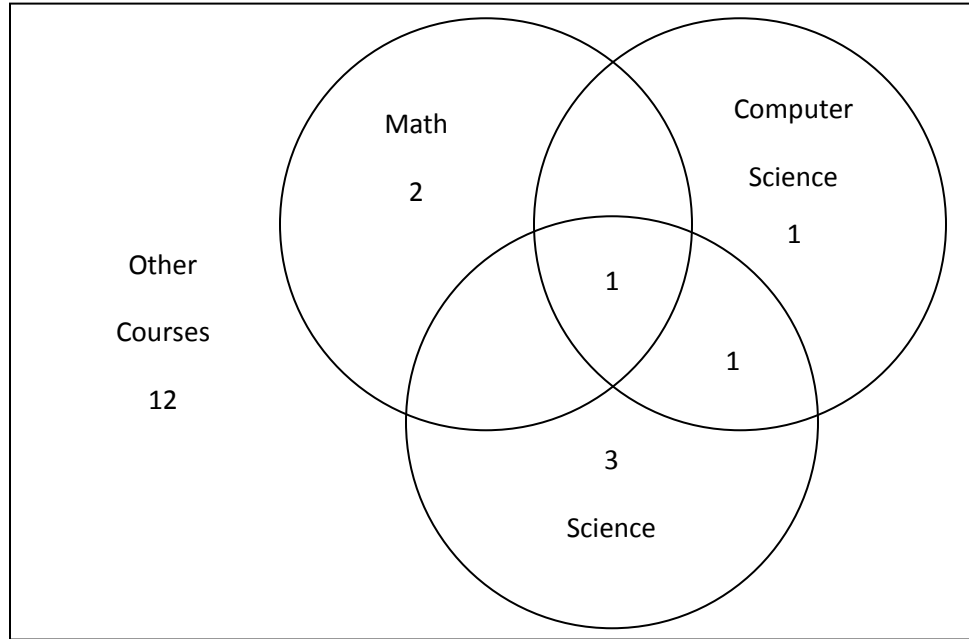 Math
2
Computer
Science
1
Other
Courses
12
1
1
3
Science